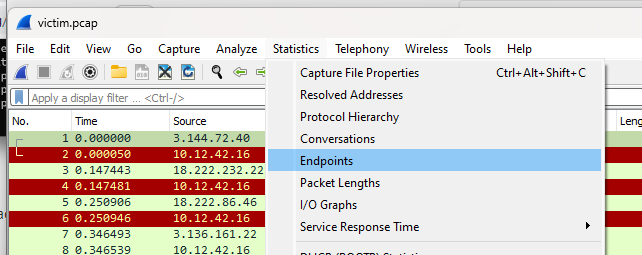 victim.pcap
File Edit View Go Capture Analyze Statistics Telephony Wireless Tools Help
Capture File Properties Ctrl+Alt+Shift+C
Apply a display filter ... <Ctrl-/>
Resolved Addresses
No. Time Source
Protocol Hierarchy
1 0.000000 3.144.72.40
Conversations
2 0.000050 10.12.42.16
Endpoints
3 0.147443 18.222.232.22
4 0.147481 10.12.42.16
Packet Lengths
5 0.250906 18.222.86.46
I/O Graphs
6 0.250946 10.12.42.16
Service Response Time
7 0.346493 3.136.161.22
8 0.346539 10.12.42.16